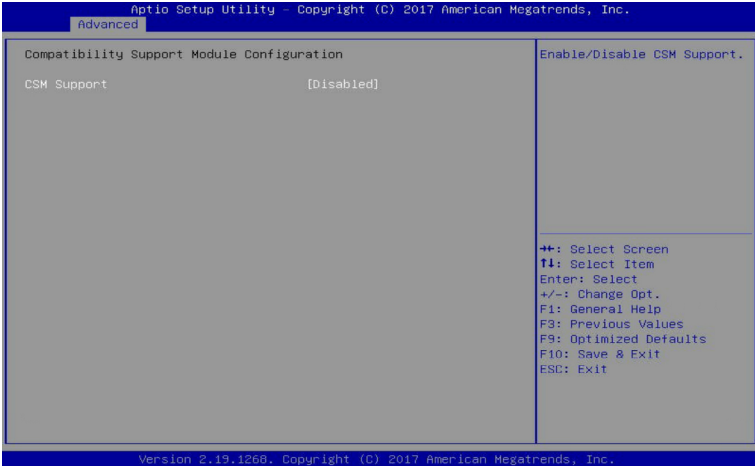 Aptio Setup Utility – Copyright (C) 2017 American Megatrends, Inc.
Advanced
Compatibility Support Module Configuration
CSM Support [Disabled]
Enable/Disable CSM Support.
→←: Select Screen
↑↓: Select Item
Enter: Select
+/-: Change Opt.
F1: General Help
F3: Previous Values
F9: Optimized Defaults
F10: Save & Exit
ESC: Exit
Version 2.19.1268. Copyright (C) 2017 American Megatrends, Inc.